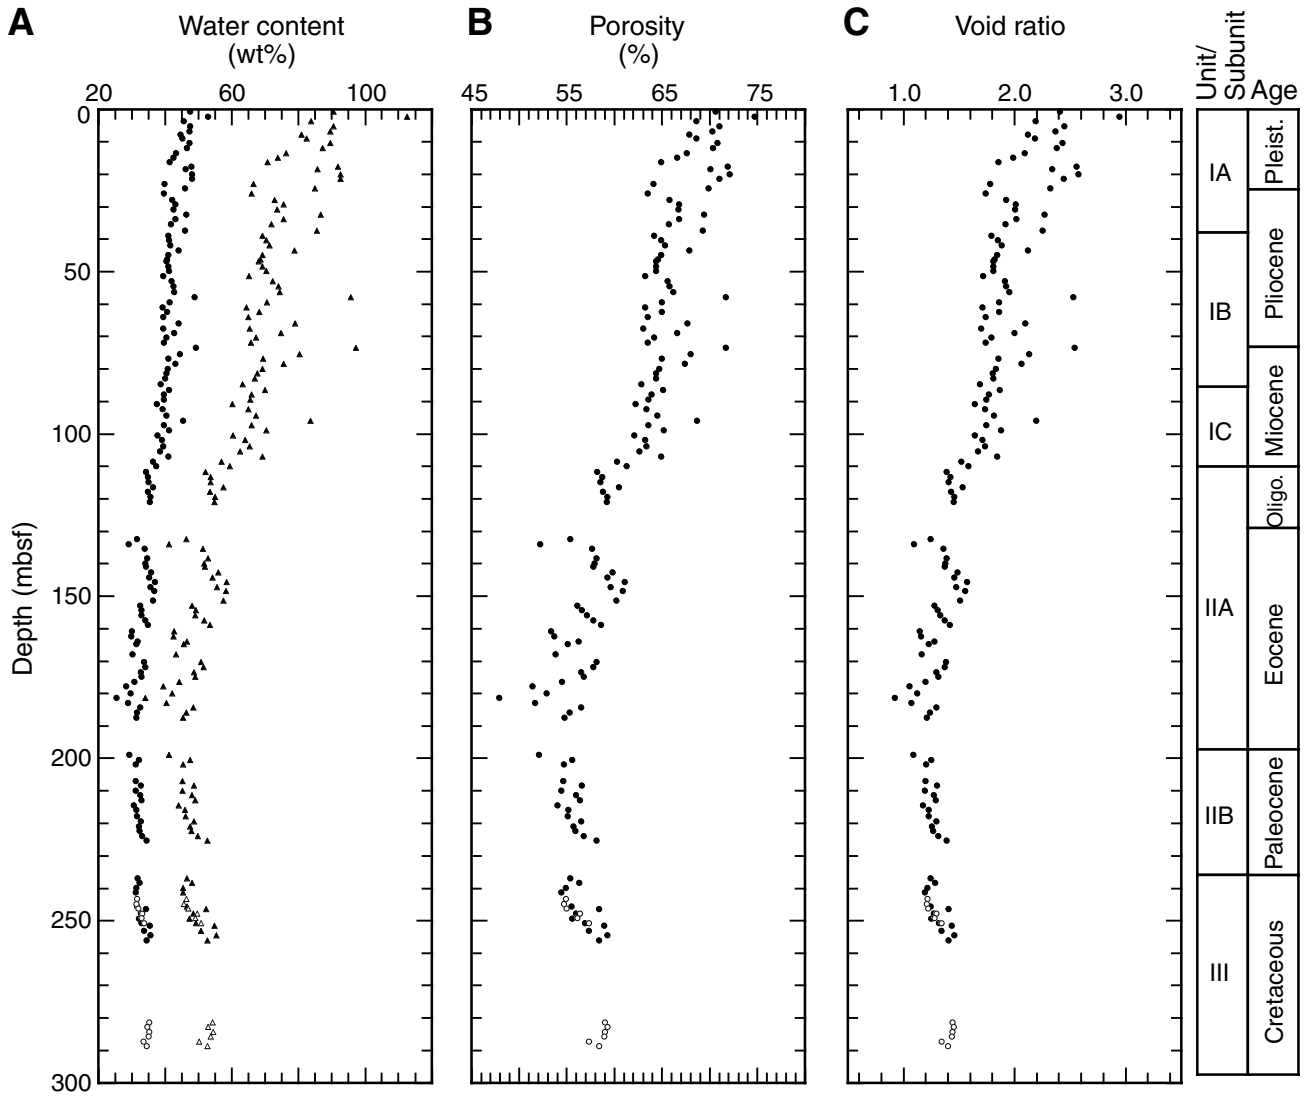 A
Water content
(wt%)
20 60 100
B
Porosity
(%)
45 55 65 75
C
Void ratio
1.0 2.0 3.0
Unit/
Subunit
Age
Depth (mbsf)
0
50
100
150
200
250
300
IA
IB
IC
IIA
IIB
III
Pleist.
Pliocene
Miocene
Oligo.
Eocene
Paleocene
Cretaceous